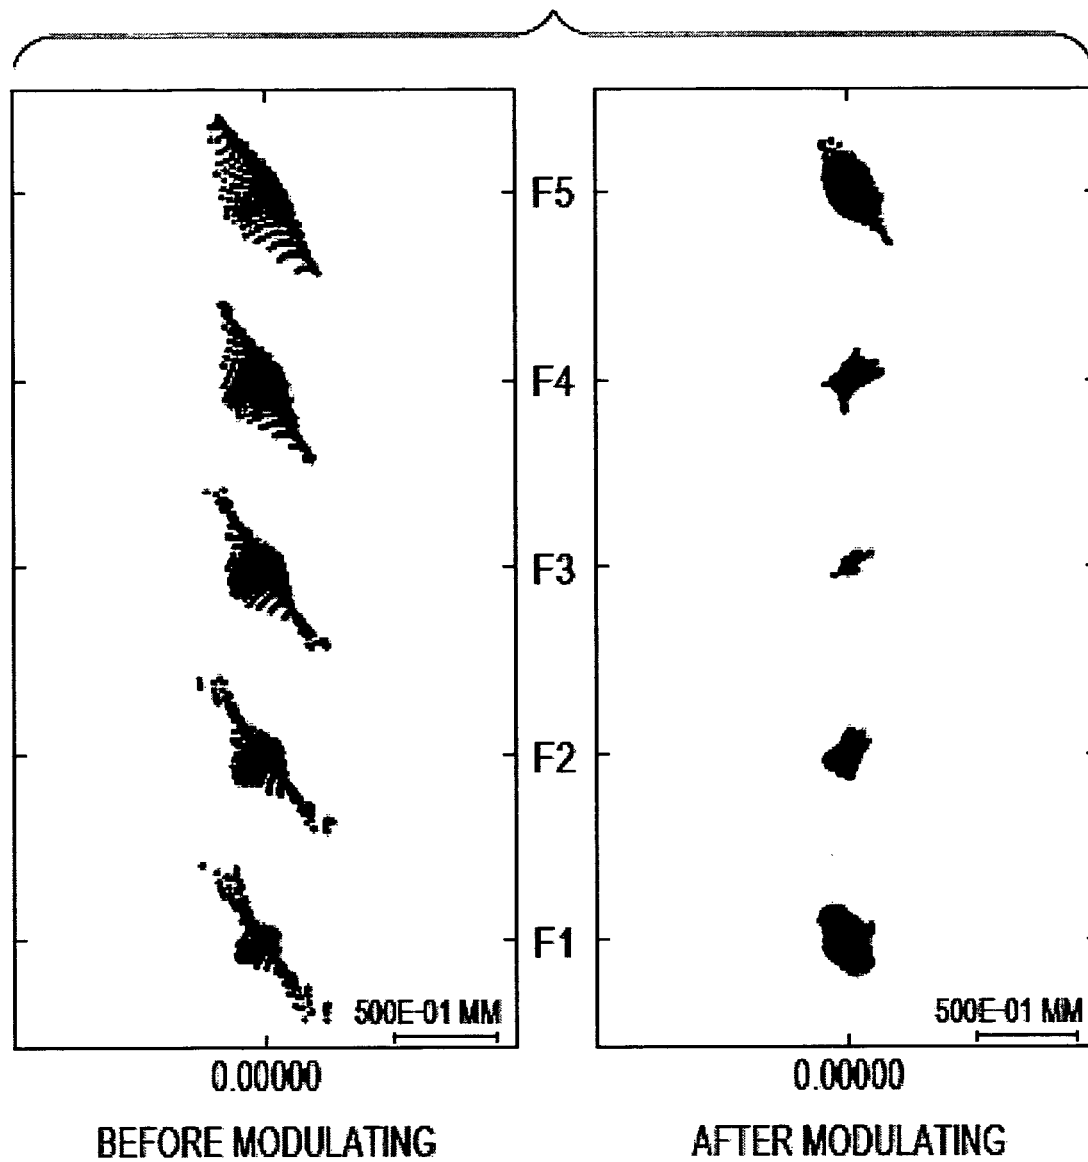 F5
F4
F3
F2
F1
500E-01 MM
500E-01 MM
0.00000
0.00000
BEFORE MODULATING
AFTER MODULATING